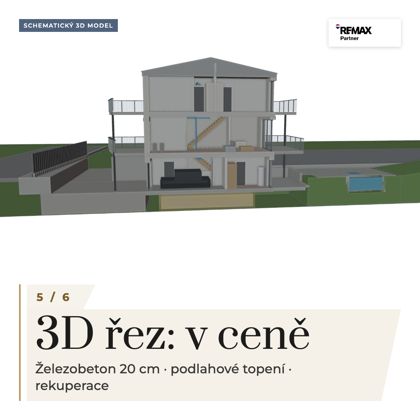 SCHEMATICKÝ 3D MODEL
RE/MAX
Partner
5 / 6
3D řez: v ceně
Železobeton 20 cm · podlahové topení ·
rekuperace